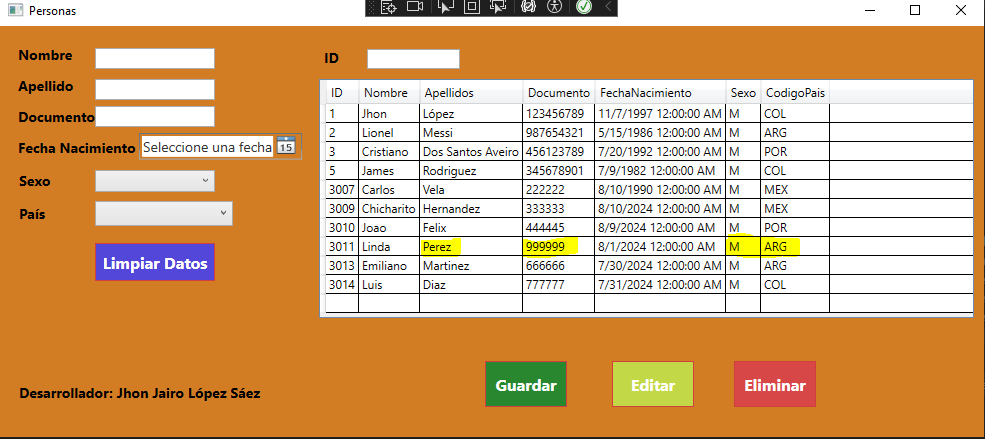 Personas
Nombre
Apellido
Documento
Fecha Nacimiento Seleccione una fecha 15
Sexo
País
Limpiar Datos
ID
ID Nombre Apellidos Documento FechaNacimiento Sexo CodigoPais
1 Jhon López 123456789 11/7/1997 12:00:00 AM M COL
2 Lionel Messi 987654321 5/15/1986 12:00:00 AM M ARG
3 Cristiano Dos Santos Aveiro 456123789 7/20/1992 12:00:00 AM M POR
5 James Rodriguez 345678901 7/9/1982 12:00:00 AM M COL
3007 Carlos Vela 222222 8/10/1990 12:00:00 AM M MEX
3009 Chicharito Hernandez 333333 8/10/2024 12:00:00 AM M MEX
3010 Joao Felix 444445 8/9/2024 12:00:00 AM M POR
3011 Linda Perez 999999 8/1/2024 12:00:00 AM M ARG
3013 Emiliano Martinez 666666 7/30/2024 12:00:00 AM M ARG
3014 Luis Diaz 777777 7/31/2024 12:00:00 AM M COL
Guardar Editar Eliminar
Desarrollador: Jhon Jairo López Sáez